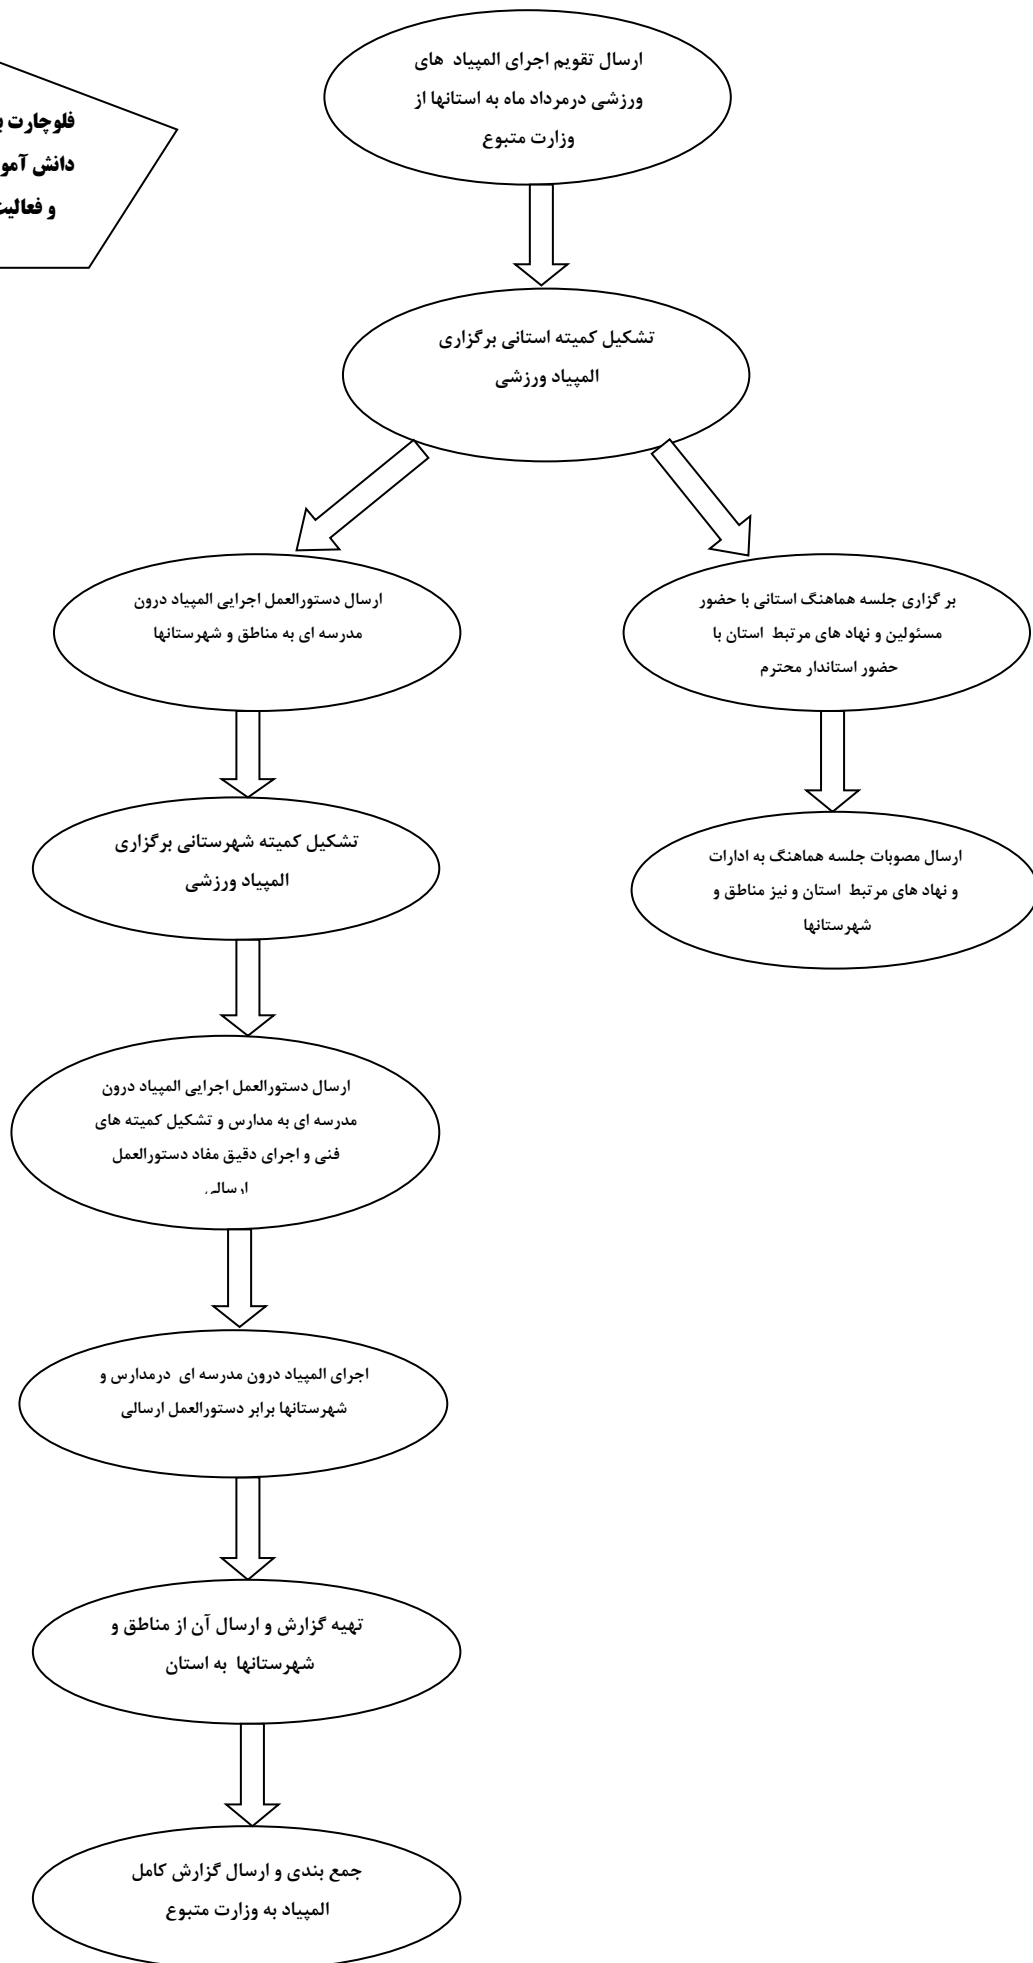 فلوچارت
دانش آموز
و فعالیت
ارسال تقویم اجرای المپیاد های
ورزشی درمرداد ماه به استانها از
وزارت متبوع
تشکیل کمیته استانی برگزاری
المپیاد ورزشی
بر گزاری جلسه هماهنگ استانی با حضور
مسئولین و نهاد های مرتبط استان با
حضور استاندار محترم
ارسال مصوبات جلسه هماهنگ به ادارات
و نهاد های مرتبط استان و نیز مناطق و
شهرستانها
ارسال دستورالعمل اجرایی المپیاد درون
مدرسه ای به مناطق و شهرستانها
تشکیل کمیته شهرستانی برگزاری
المپیاد ورزشی
ارسال دستورالعمل اجرایی المپیاد درون
مدرسه ای به مدارس و تشکیل کمیته های
فنی و اجرای دقیق مفاد دستورالعمل
ارسالی
اجرای المپیاد درون مدرسه ای درمدارس و
شهرستانها برابر دستورالعمل ارسالی
تهیه گزارش و ارسال آن از مناطق و
شهرستانها به استان
جمع بندی و ارسال گزارش کامل
المپیاد به وزارت متبوع